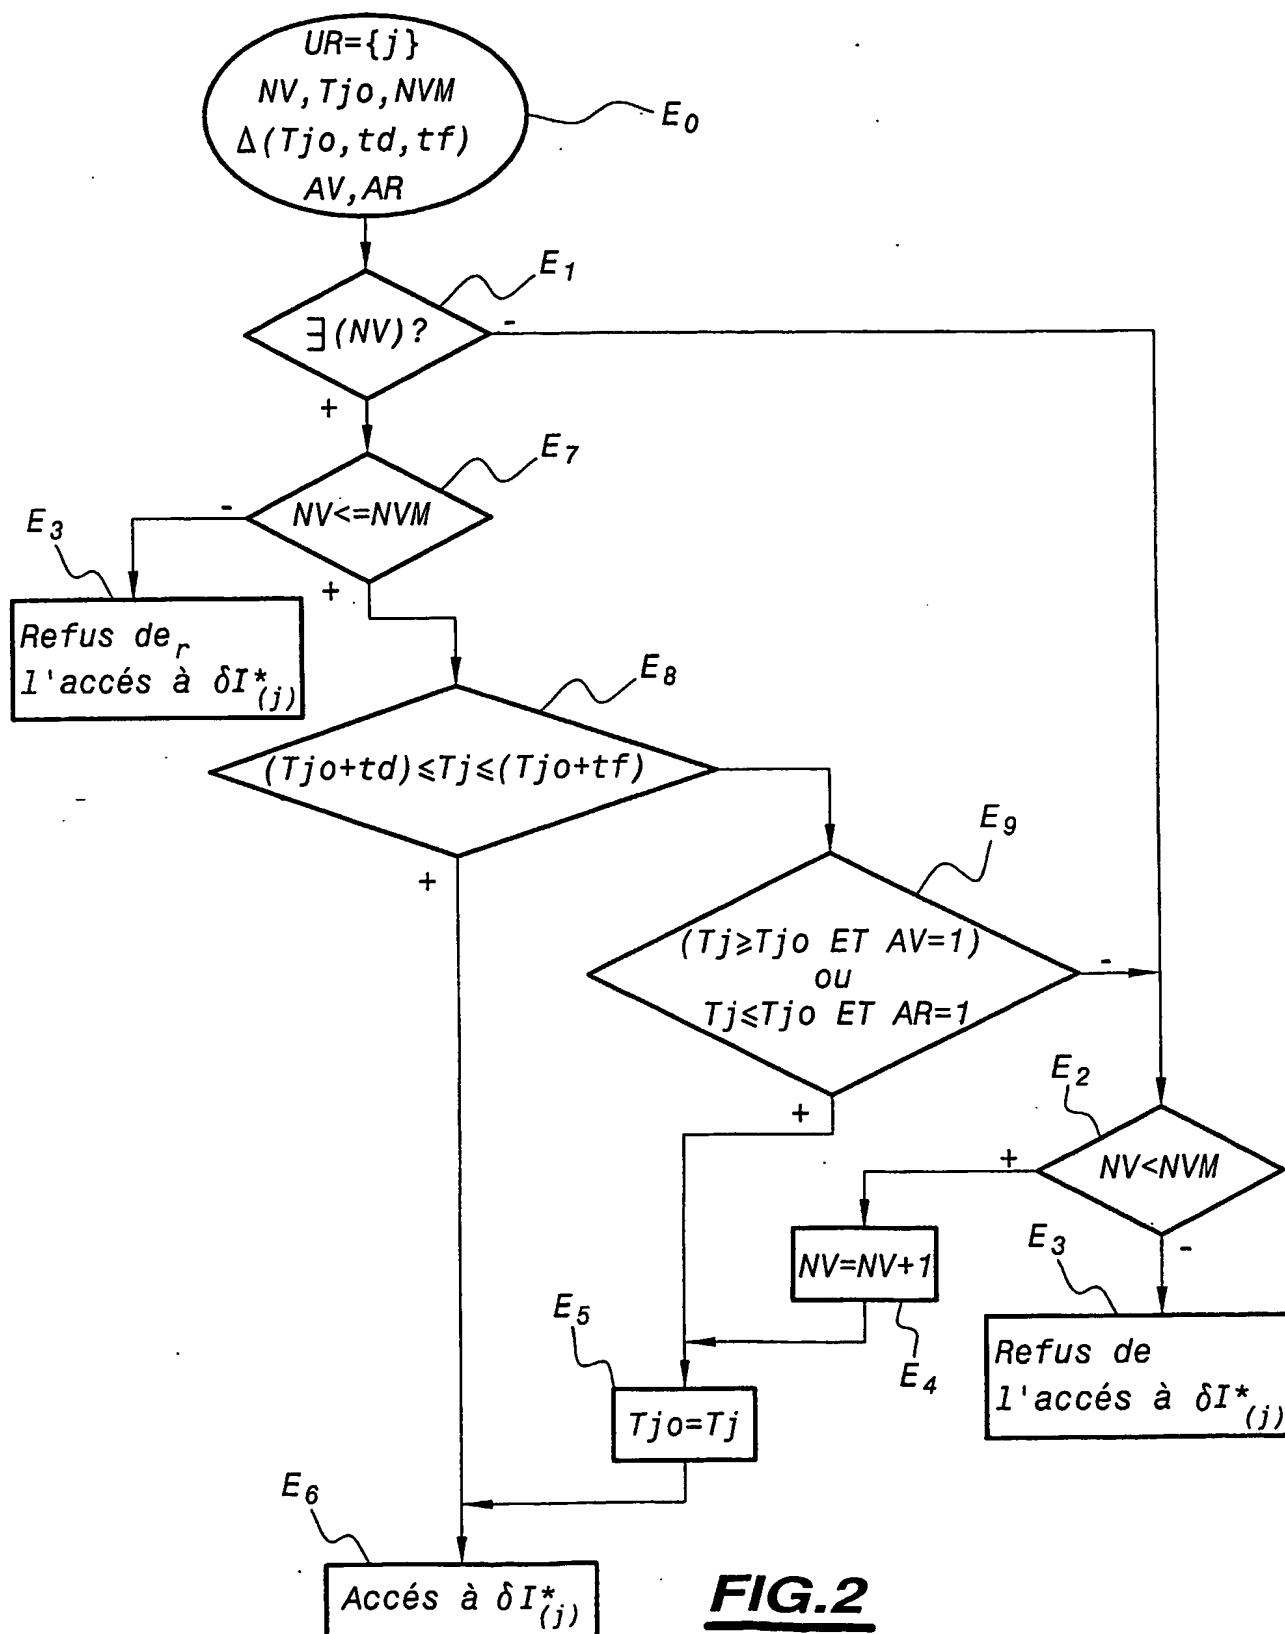 UR={j}
NV,Tjo,NVM
Δ(Tjo,td,tf)
AV,AR
E0
E1
∃(NV)?
-
+
E7
NV<=NVM
-
+
E3
Refus de r
l'accés à δI*(j)
E8
(Tjo+td)≤Tj≤(Tjo+tf)
+
E9
(Tj≥Tjo ET AV=1)
ou
Tj≤Tjo ET AR=1
-
+
E2
NV<NVM
+
-
NV=NV+1
E4
E3
Refus de
l'accés à δI*(j)
E5
Tjo=Tj
E6
Accés à δI*(j)
FIG.2